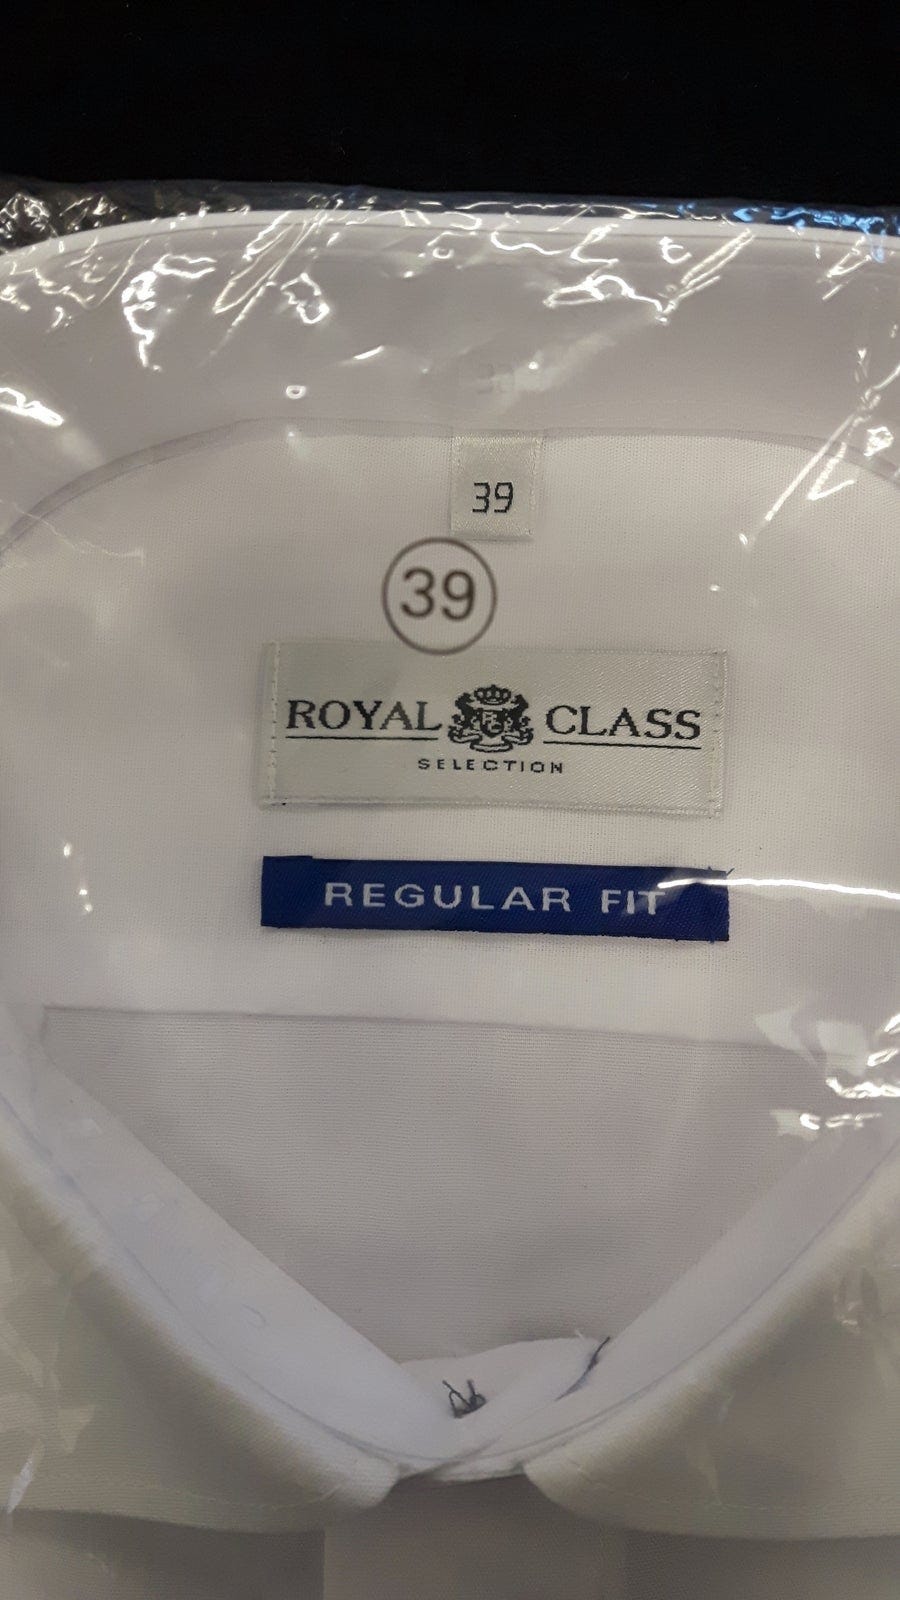 39
39
ROYAL CLASS
SELECTION
REGULAR FIT